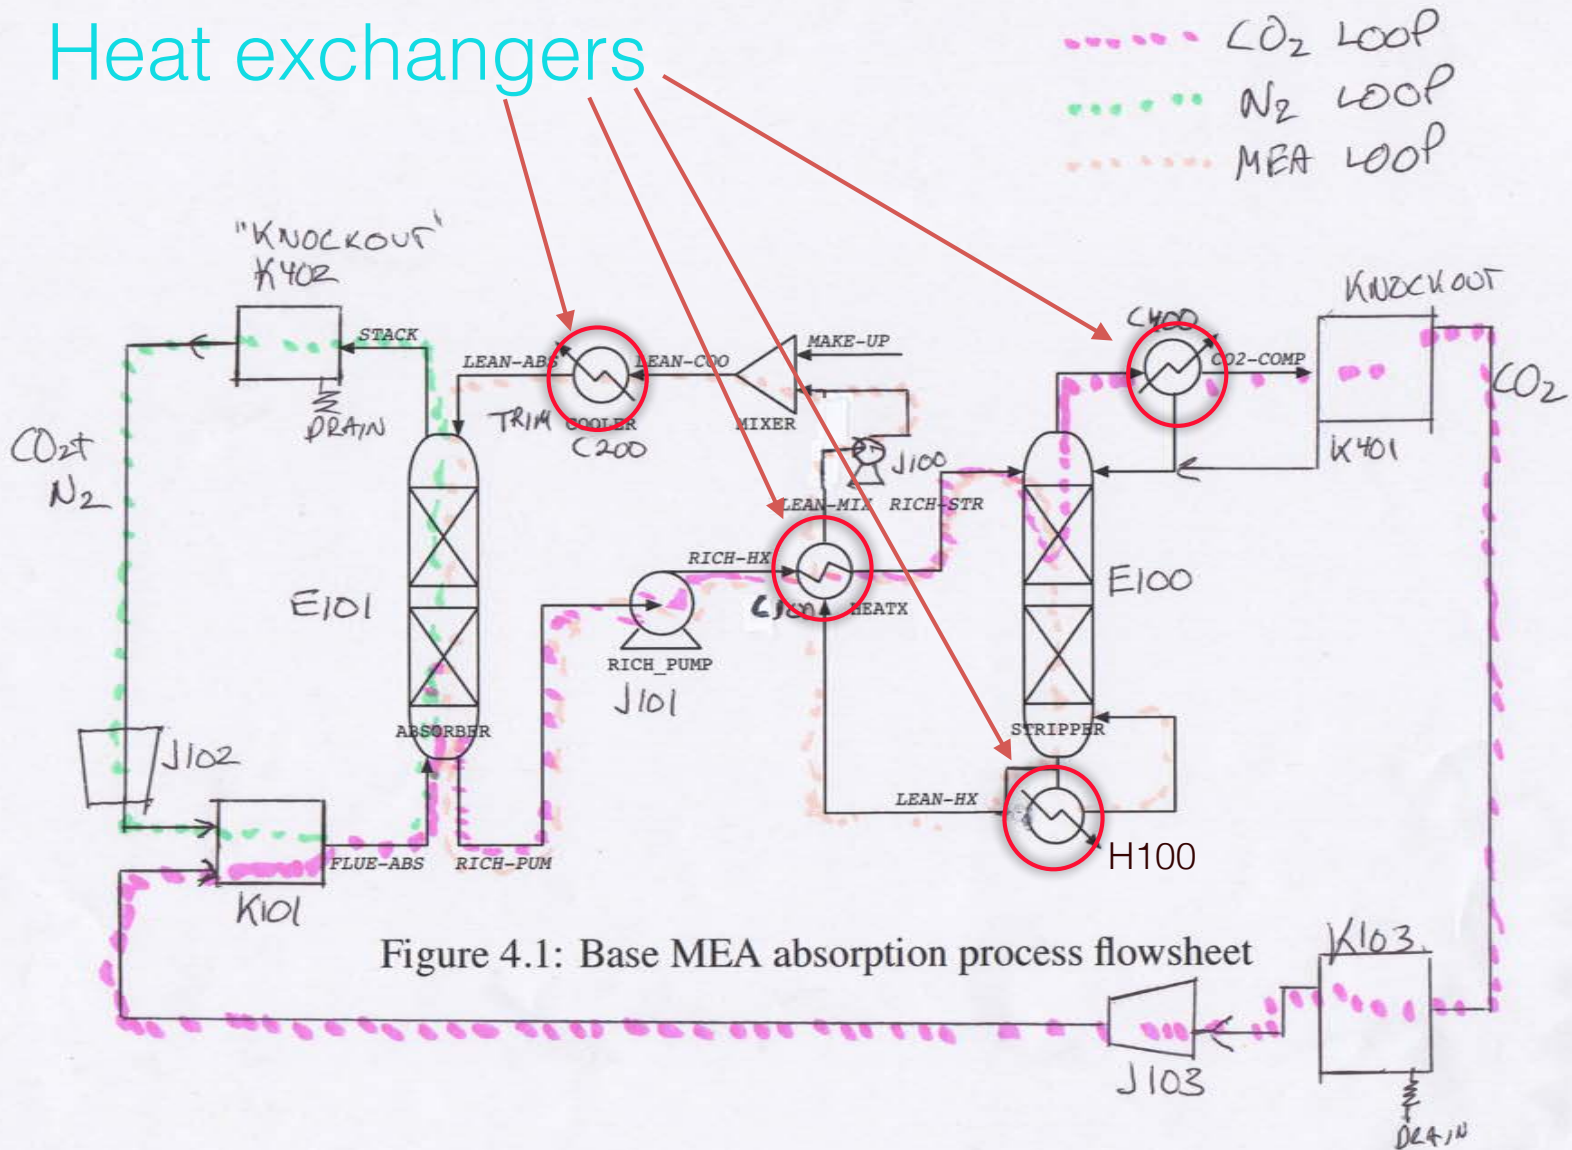 Heat exchangers
CO2 LOOP
N2 LOOP
MEA LOOP
"KNOCKOUT"
K402
STACK
DRAIN
CO2+
N2
LEAN-ABS
LEAN-COO
MAKE-UP
TRIM COOLER
C200
MIXER
J100
C400
CO2-COMP
KNOCKOUT
K401
CO2
LEAN-MIX
RICH-STR
RICH-HX
HEATX
E101
E100
RICH_PUMP
J101
ABSORBER
STRIPPER
J102
LEAN-HX
H100
FLUE-ABS
RICH-PUM
K101
Figure 4.1: Base MEA absorption process flowsheet
K103
J103
DRAIN